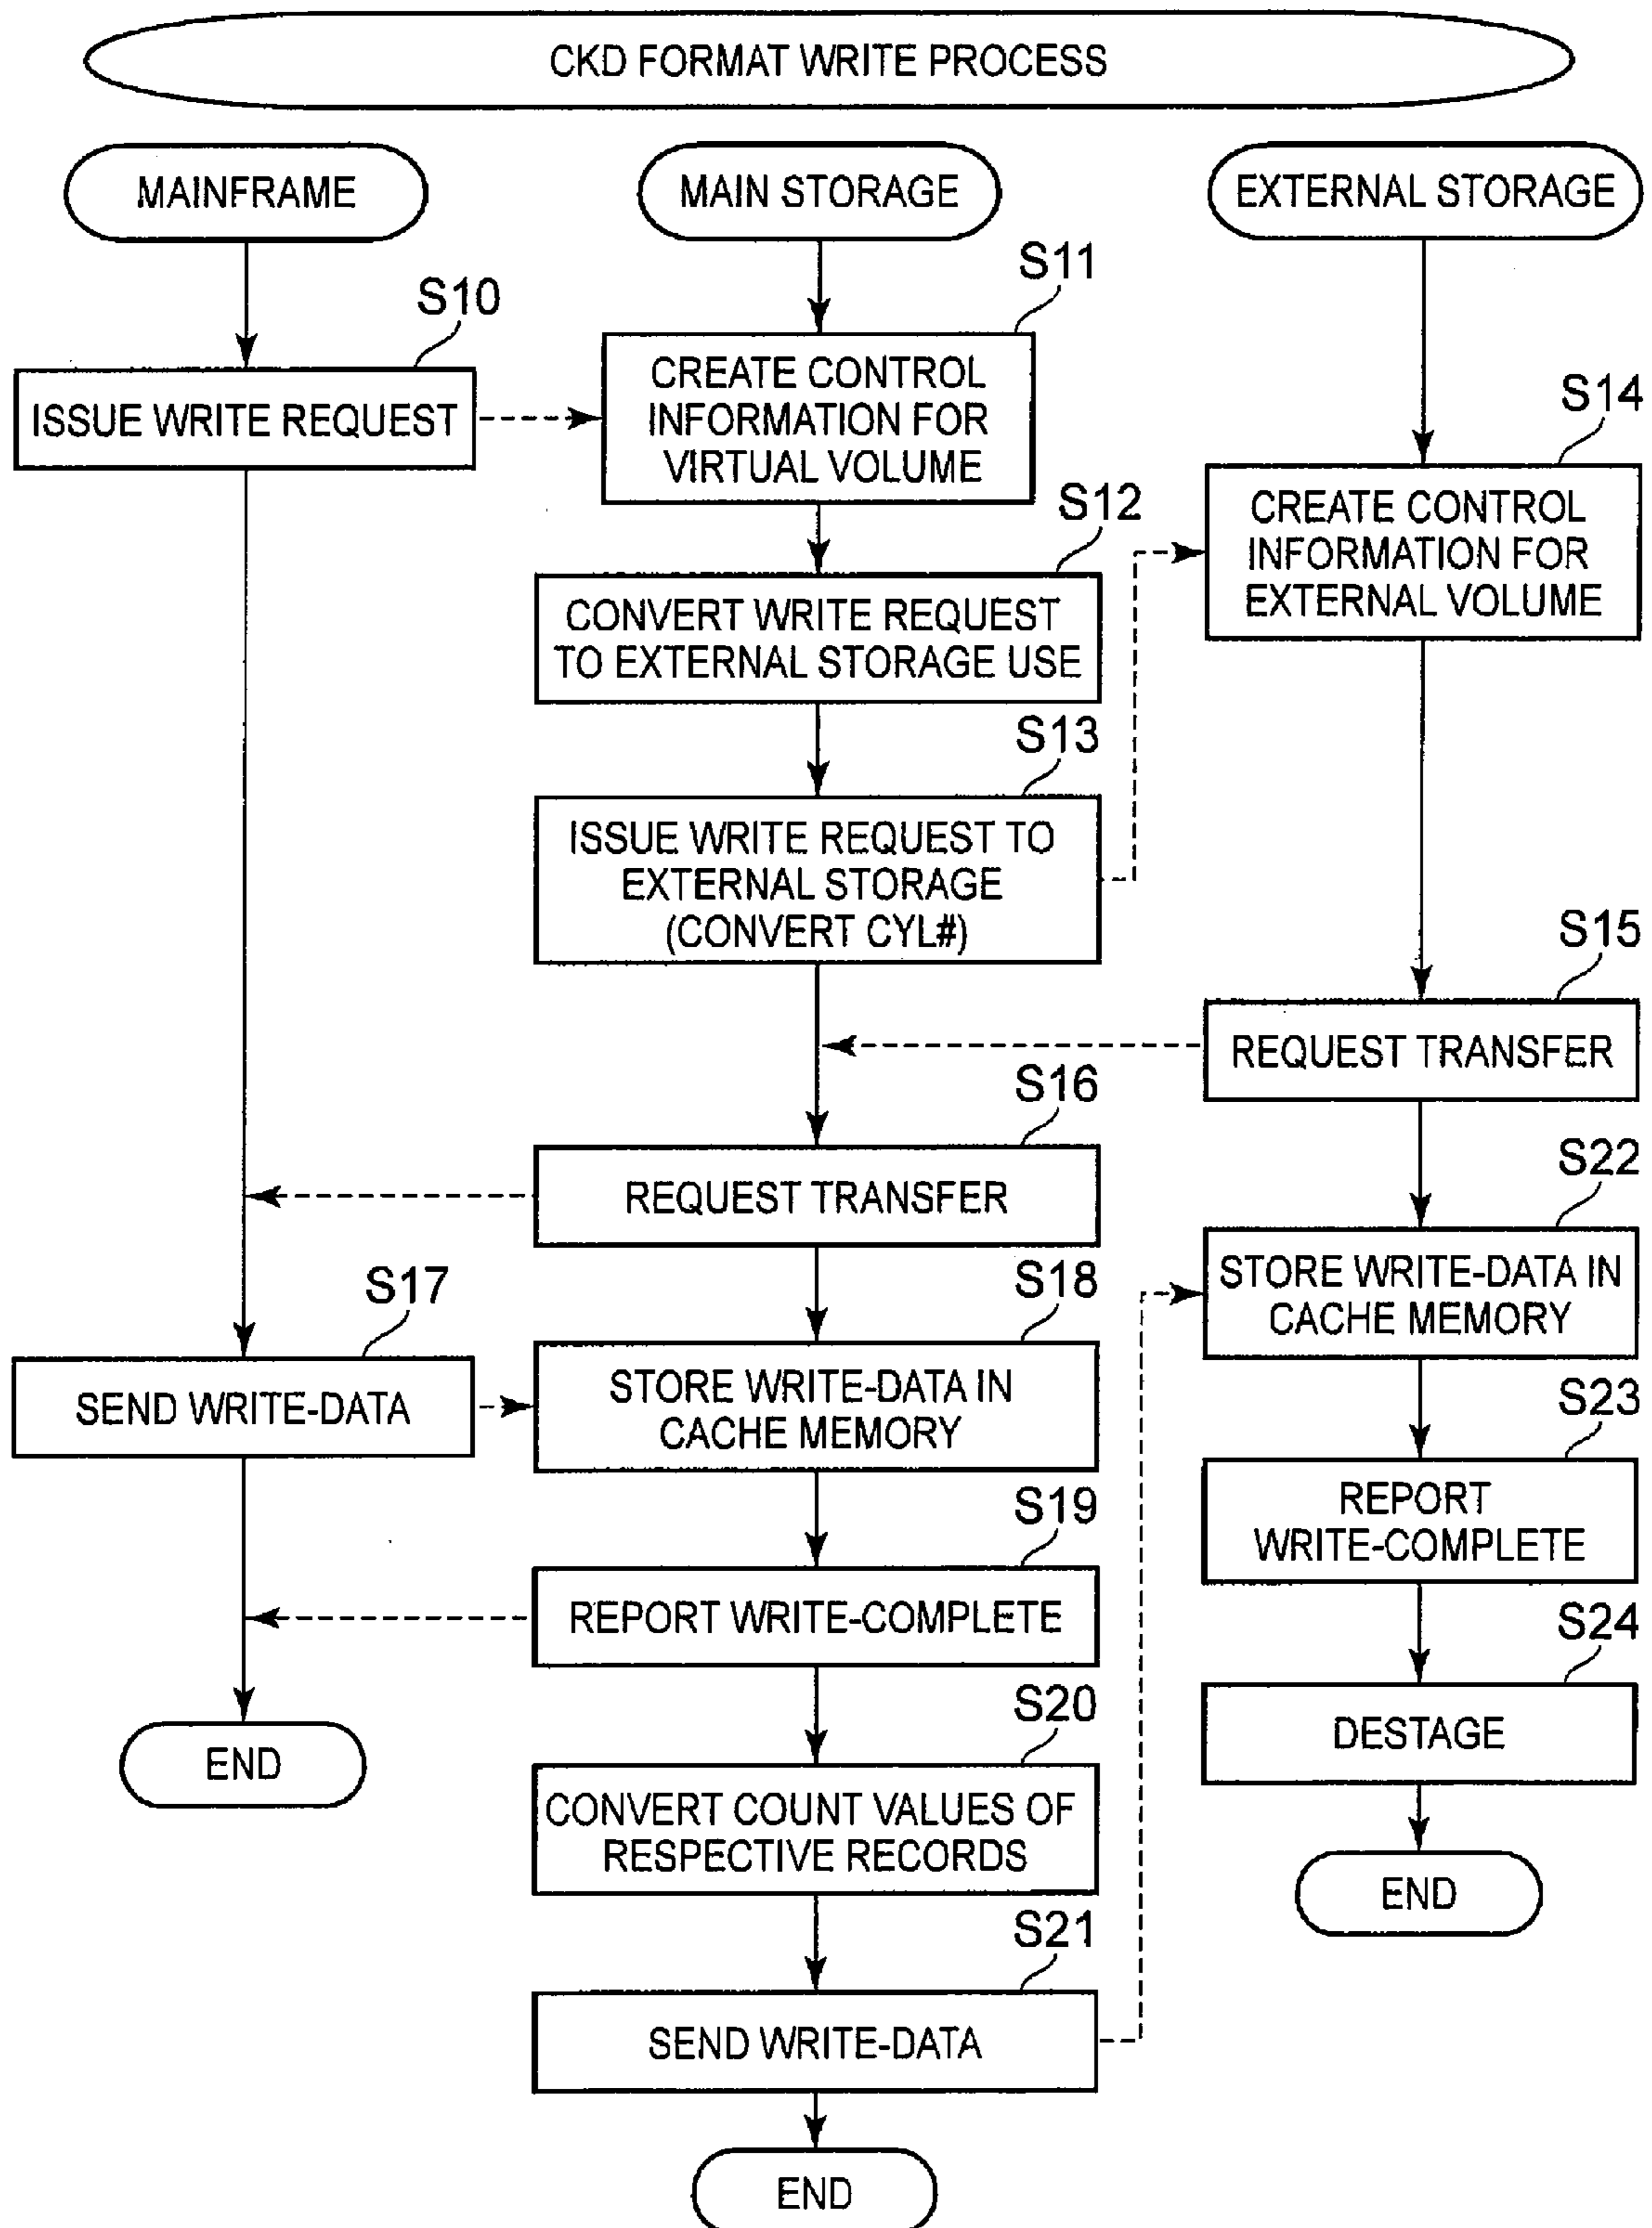 CKD FORMAT WRITE PROCESS
MAINFRAME
MAIN STORAGE
EXTERNAL STORAGE
S10
ISSUE WRITE REQUEST
S11
CREATE CONTROL
INFORMATION FOR
VIRTUAL VOLUME
S12
CONVERT WRITE REQUEST
TO EXTERNAL STORAGE USE
S13
ISSUE WRITE REQUEST TO
EXTERNAL STORAGE
(CONVERT CYL#)
S14
CREATE CONTROL
INFORMATION FOR
EXTERNAL VOLUME
S15
REQUEST TRANSFER
S16
REQUEST TRANSFER
S17
SEND WRITE-DATA
S18
STORE WRITE-DATA IN
CACHE MEMORY
S19
REPORT WRITE-COMPLETE
END
S20
CONVERT COUNT VALUES OF
RESPECTIVE RECORDS
S21
SEND WRITE-DATA
END
S22
STORE WRITE-DATA IN
CACHE MEMORY
S23
REPORT
WRITE-COMPLETE
S24
DESTAGE
END